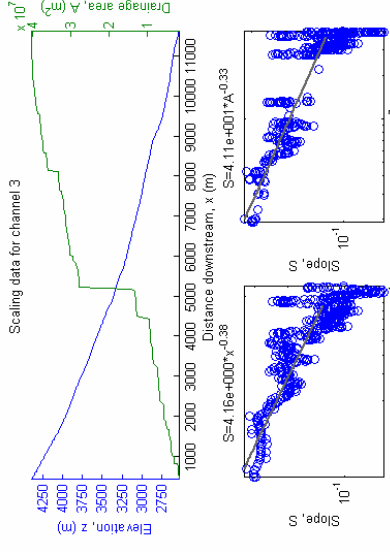 Scaling data for channel 3
x 10^7
Elevation, z (m)
4250
4000
3750
3500
3250
3000
2750
Drainage area, A (m^2)
4
3
2
1
1000 2000 3000 4000 5000 6000 7000 8000 9000 10000 11000
Distance downstream, x (m)
S=4.16e+000*x^-0.38
Slope, S
10^-1
S=4.11e+001*A^-0.33
Slope, S
10^-1